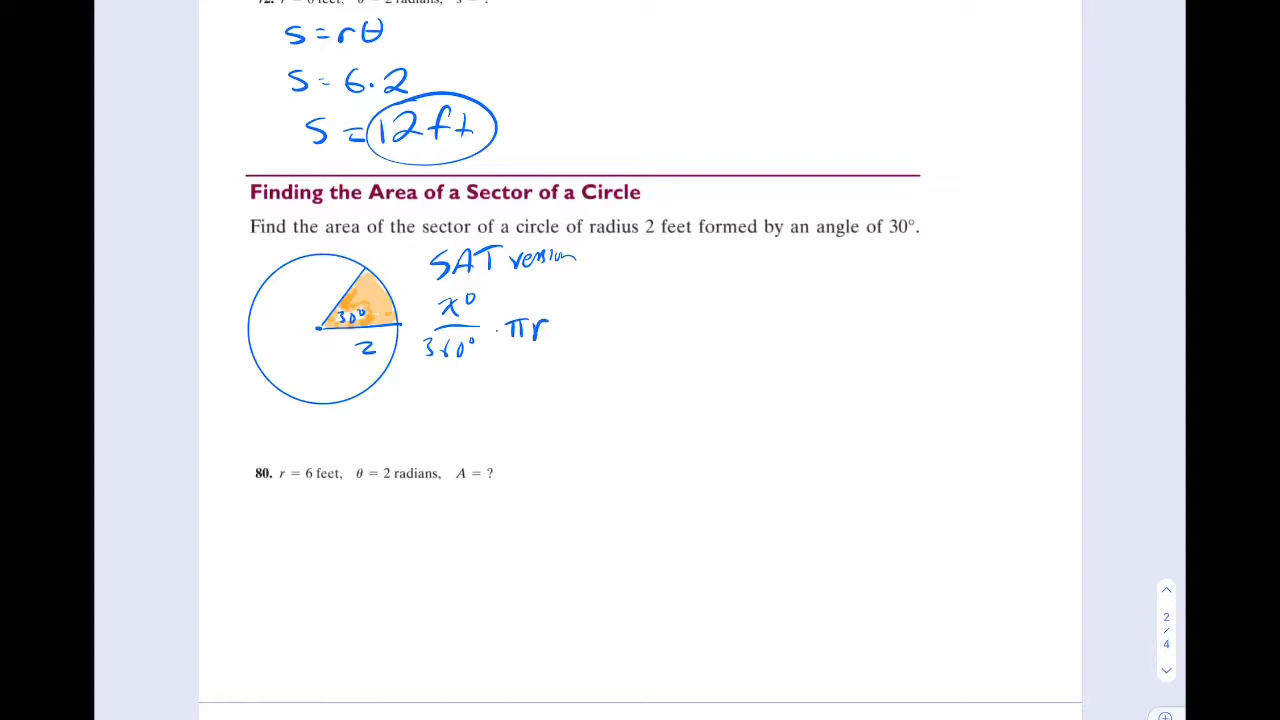 s = rθ
s = 6.2
s = 12ft
Finding the Area of a Sector of a Circle
Find the area of the sector of a circle of radius 2 feet formed by an angle of 30°.
SAT version
x°
30°
360° · πr
2
80. r = 6 feet, θ = 2 radians, A = ?
2
/
4